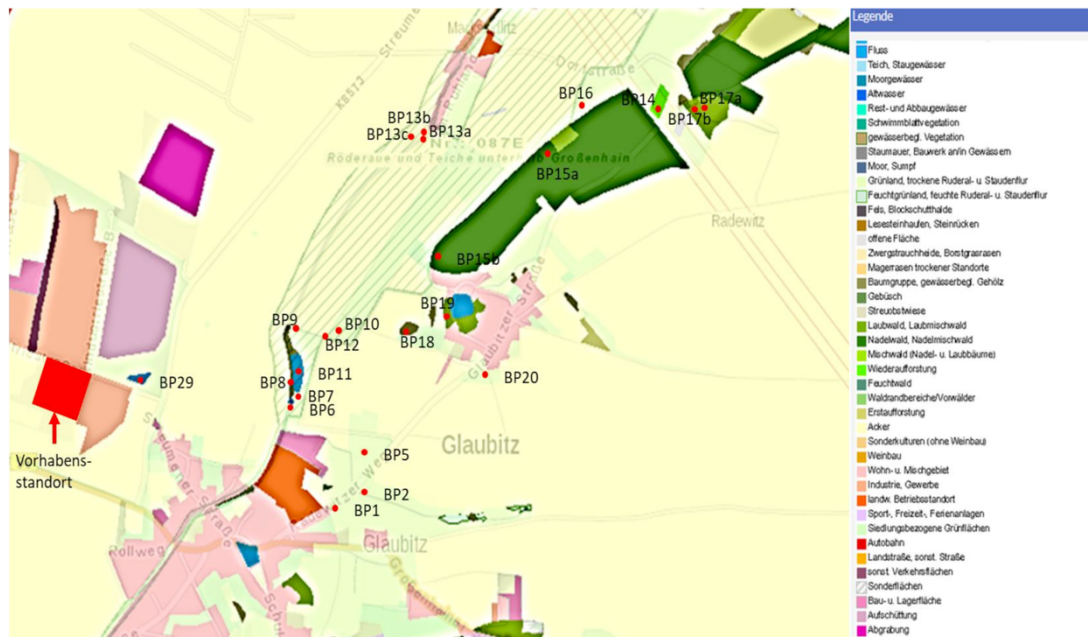 Streumen
K8573
Dorfstraße
BP16
BP14
BP17a
BP17b
BP13b
BP13c
BP13a
087E
Röderaue und Teiche unterhalb Großenhain
BP15a
Radewitz
BP15b
BP19
BP9
BP10
BP12
BP18
Glaubitzer Straße
BP11
BP8
BP20
BP29
BP7
BP6
Vorhabens-
standort
Streumener Straße
BP5
Glaubitz
BP2
BP1
Rollweg
Glaubitz
Legende
Fluss
Teich, Staugewässer
Moorgewässer
Altwasser
Rest- und Abbaugewässer
Schwimmblattvegetation
gewässerbegl. Vegetation
Staumauer, Bauwerk an/in Gewässern
Moor, Sumpf
Grünland, trockene Ruderal- u. Staudenflur
Feuchtgrünland, feuchte Ruderal- u. Staudenflur
Fels, Blockschutthalde
Lesesteinhaufen, Steinrücken
offene Fläche
Zwergstrauchheide, Borstgrasrasen
Magerrasen trockener Standorte
Baumgruppe, gewässerbegl. Gehölz
Gebüsch
Streuobstwiese
Laubwald, Laubmischwald
Nadelwald, Nadelmischwald
Mischwald (Nadel- u. Laubbäume)
Wiederaufforstung
Feuchtwald
Waldrandbereiche/Vorwälder
Erstaufforstung
Acker
Sonderkulturen (ohne Weinbau)
Weinbau
Wohn- u. Mischgebiet
Industrie, Gewerbe
landw. Betriebsstandort
Sport-, Freizeit-, Ferienanlagen
Siedlungsbezogene Grünflächen
Autobahn
Landstraße, sonst. Straße
sonst. Verkehrsflächen
Sonderflächen
Bau- u. Lagerfläche
Aufschüttung
Abgrabung